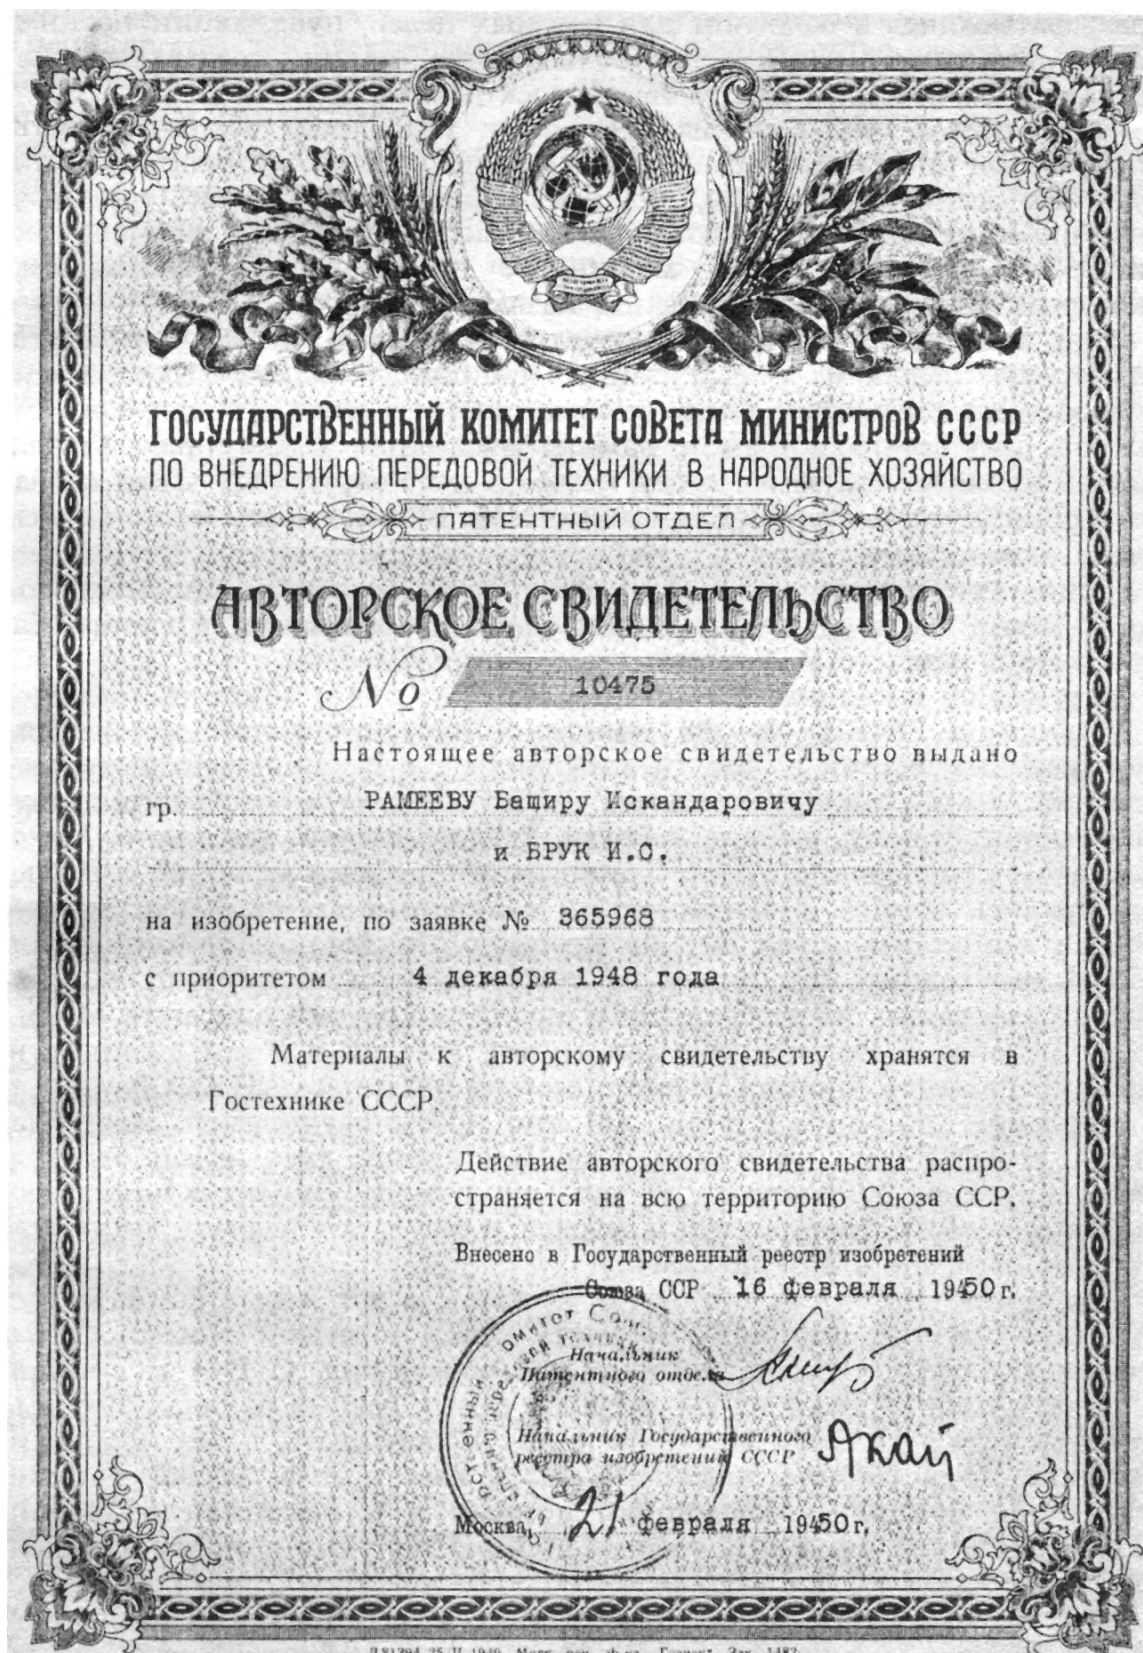 ГОСУДАРСТВЕННЫЙ КОМИТЕТ СОВЕТА МИНИСТРОВ СССР
ПО ВНЕДРЕНИЮ ПЕРЕДОВОЙ ТЕХНИКИ В НАРОДНОЕ ХОЗЯЙСТВО
ПАТЕНТНЫЙ ОТДЕЛ
АВТОРСКОЕ СВИДЕТЕЛЬСТВО
№ 10475
Настоящее авторское свидетельство выдано
гр. РАМЕЕВУ Баширу Искандаровичу
и БРУК И.С.
на изобретение, по заявке № 365968
с приоритетом 4 декабря 1948 года
Материалы к авторскому свидетельству хранятся в
Гостехнике СССР.
Действие авторского свидетельства распро-
страняется на всю территорию Союза ССР.
Внесено в Государственный реестр изобретений
Союза ССР 16 февраля 1950 г.
Начальник
Патентного отдела
Начальник Государственного
реестра изобретений СССР
Москва, 21 февраля 1950 г.